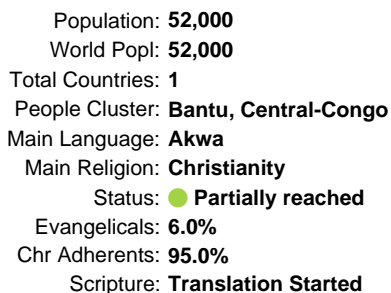 Population: 52,000
World Popl: 52,000
Total Countries: 1
People Cluster: Bantu, Central-Congo
Main Language: Akwa
Main Religion: Christianity
Status: Partially reached
Evangelicals: 6.0%
Chr Adherents: 95.0%
Scripture: Translation Started